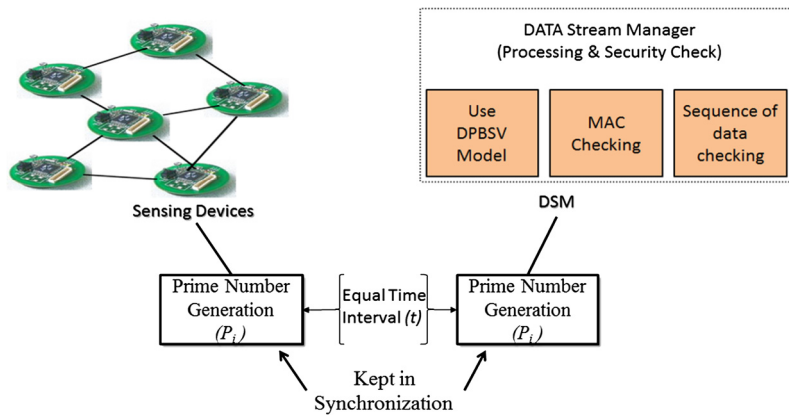 DATA Stream Manager
(Processing & Security Check)
Use
DPBSV
Model
MAC
Checking
Sequence of
data
checking
Sensing Devices
DSM
Prime Number
Generation
(Pi)
Equal Time
Interval (t)
Prime Number
Generation
(Pi)
Kept in
Synchronization